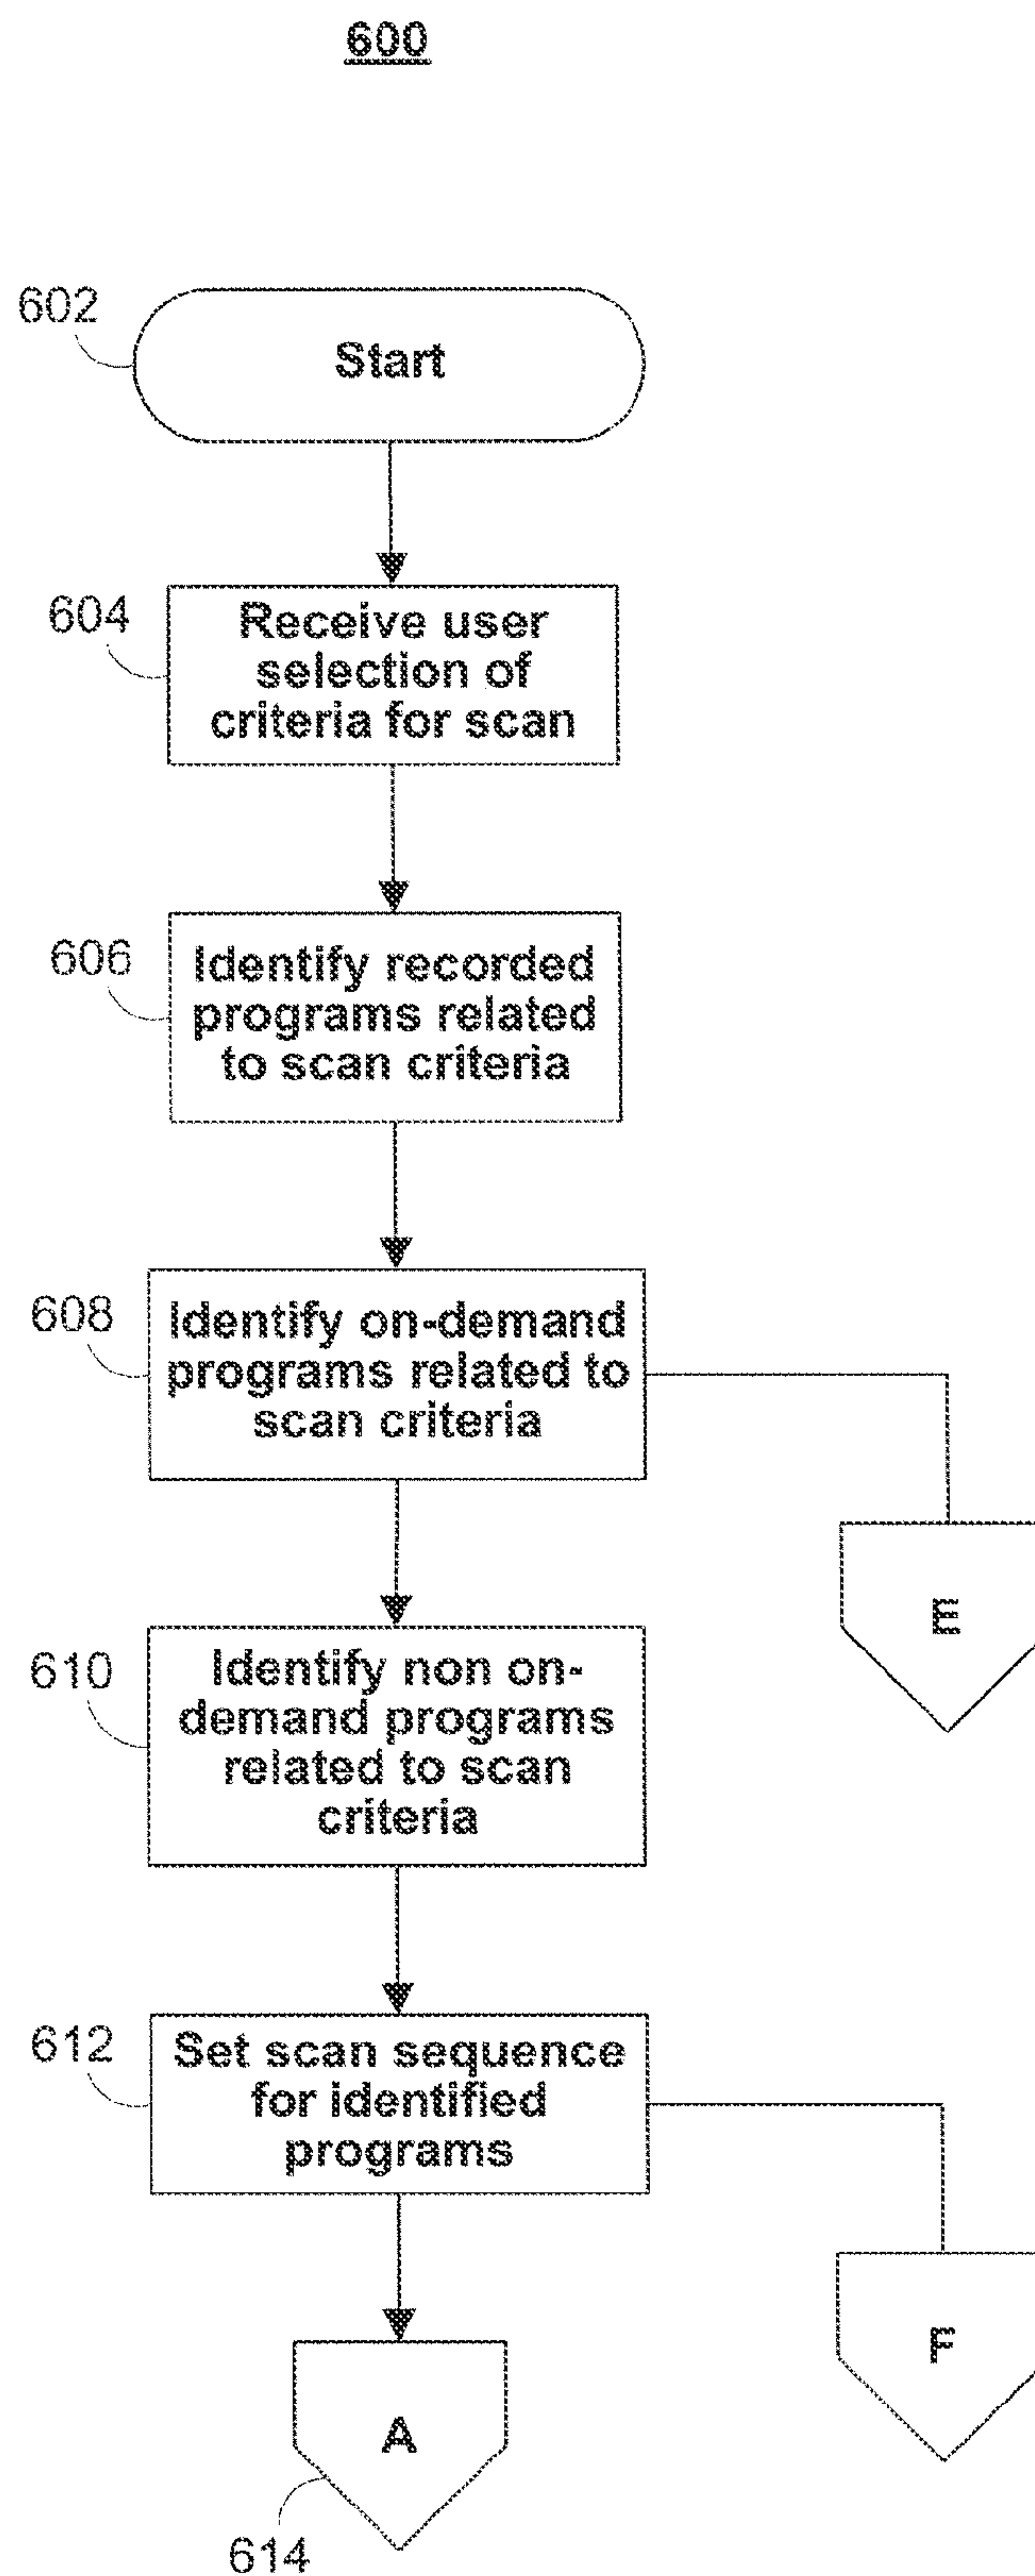 600
602
Start
604
Receive user
selection of
criteria for scan
606
Identify recorded
programs related
to scan criteria
608
Identify on-demand
programs related to
scan criteria
E
610
Identify non on-
demand programs
related to scan
criteria
612
Set scan sequence
for identified
programs
F
A
614